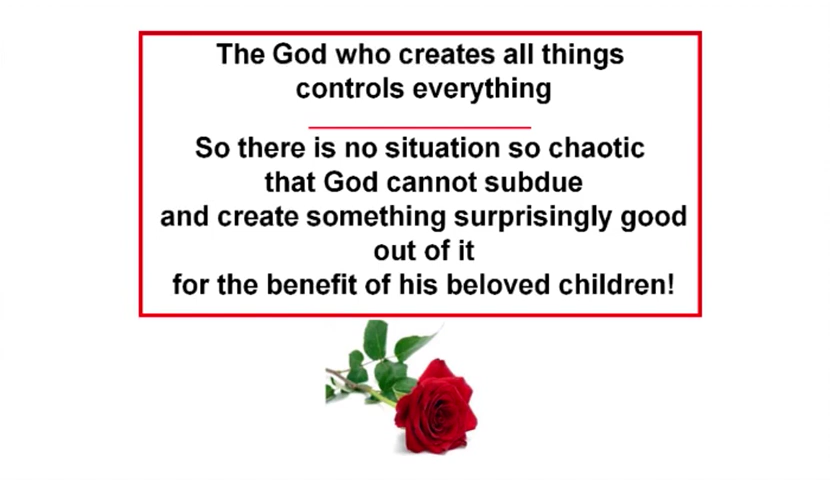 The God who creates all things
controls everything
So there is no situation so chaotic
that God cannot subdue
and create something surprisingly good
out of it
for the benefit of his beloved children!